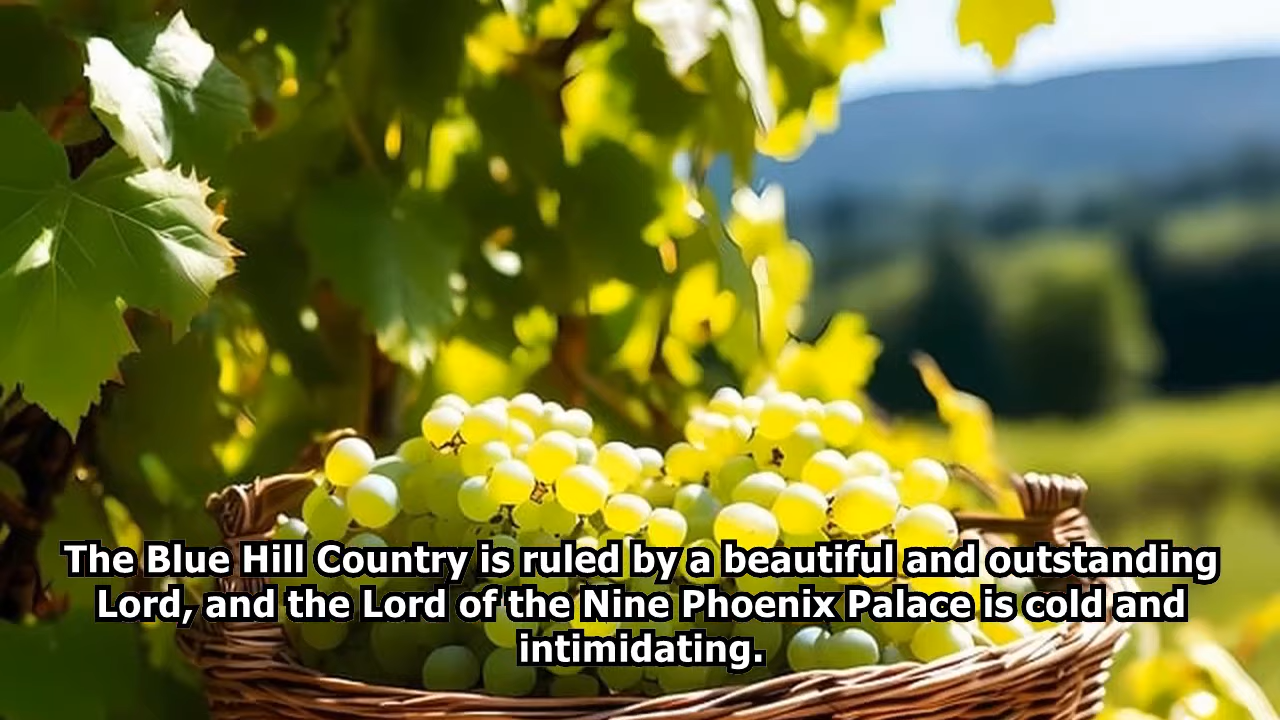 The Blue Hill Country is ruled by a beautiful and outstanding
Lord, and the Lord of the Nine Phoenix Palace is cold and
intimidating.